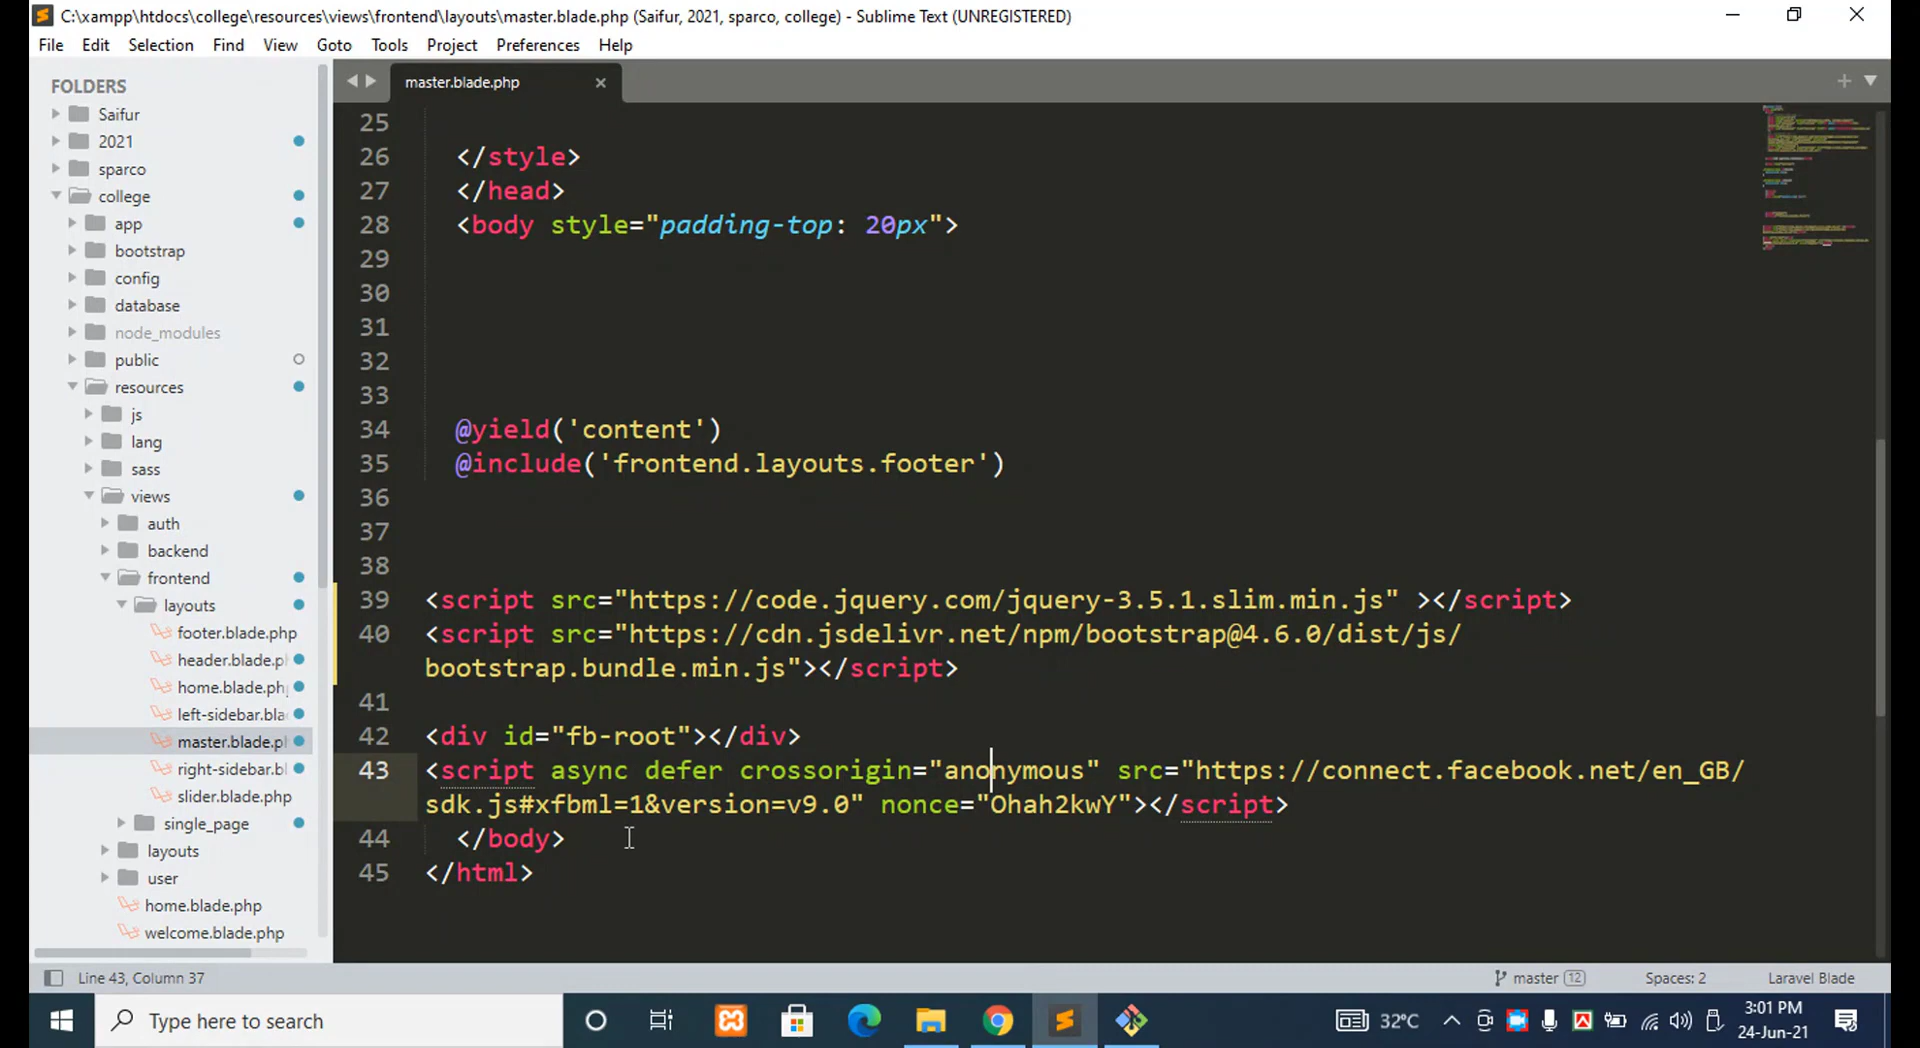 C:\xampp\htdocs\college\resources\views\frontend\layouts\master.blade.php (Saifur, 2021, sparco, college) - Sublime Text (UNREGISTERED)
File Edit Selection Find View Goto Tools Project Preferences Help
FOLDERS
Saifur
2021
sparco
college
app
bootstrap
config
database
node_modules
public
resources
js
lang
sass
views
auth
backend
frontend
layouts
footer.blade.php
header.blade.p
home.blade.php
left-sidebar.bla
master.blade.p
right-sidebar.bl
slider.blade.php
single_page
layouts
user
home.blade.php
welcome.blade.php
master.blade.php
25
26 </style>
27 </head>
28 <body style="padding-top: 20px">
29
30
31
32
33
34 @yield('content')
35 @include('frontend.layouts.footer')
36
37
38
39 <script src="https://code.jquery.com/jquery-3.5.1.slim.min.js" ></script>
40 <script src="https://cdn.jsdelivr.net/npm/bootstrap@4.6.0/dist/js/
bootstrap.bundle.min.js"></script>
41
42 <div id="fb-root"></div>
43 <script async defer crossorigin="anonymous" src="https://connect.facebook.net/en_GB/
sdk.js#xfbml=1&version=v9.0" nonce="Ohah2kwY"></script>
44 </body>
45 </html>
Line 43, Column 37
master 12
Spaces: 2
Laravel Blade
Type here to search
32°C
3:01 PM
24-Jun-21